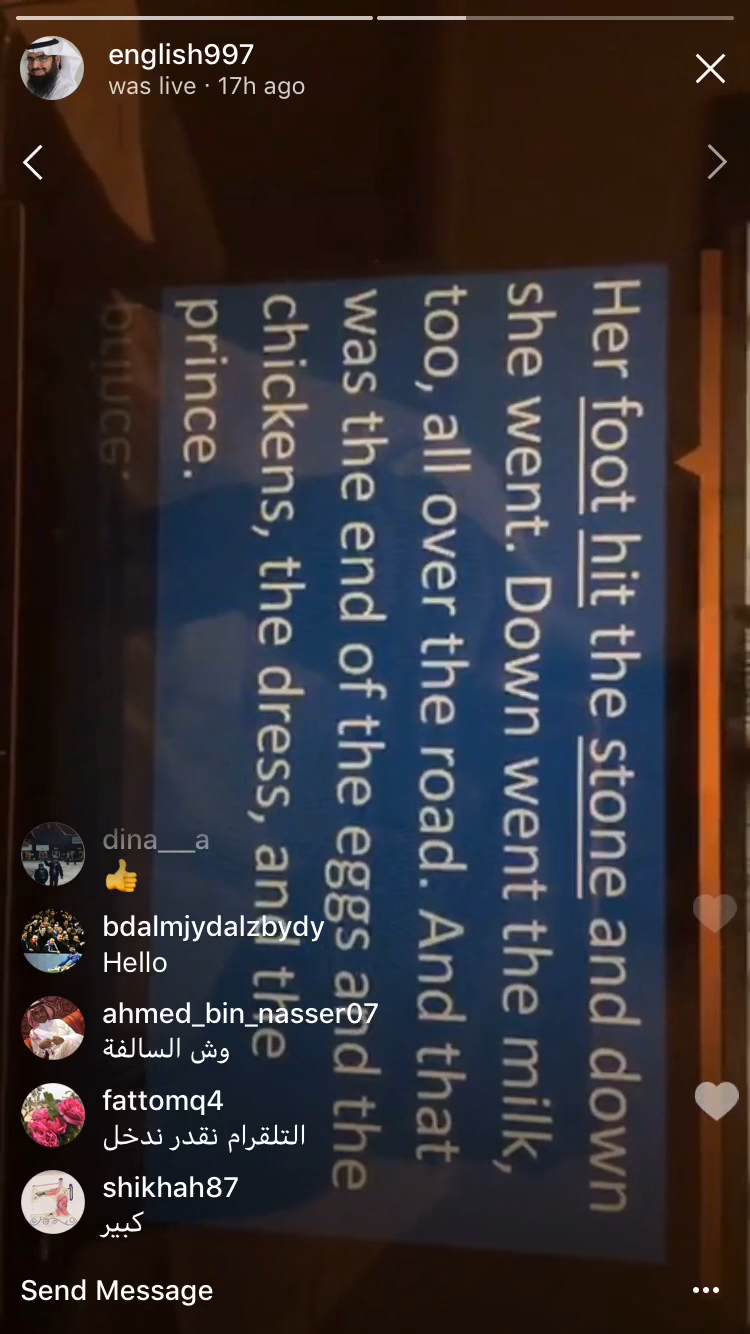 english997
was live · 17h ago
Her foot hit the stone and down
she went. Down went the milk,
too, all over the road. And that
was the end of the eggs and the
chickens, the dress, and the
prince.
dina___a
👍
bdalmjydalzbydy
Hello
ahmed_bin_nasser07
وش السالفة
fattomq4
التلقرام نقدر ندخل
shikhah87
كبير
Send Message